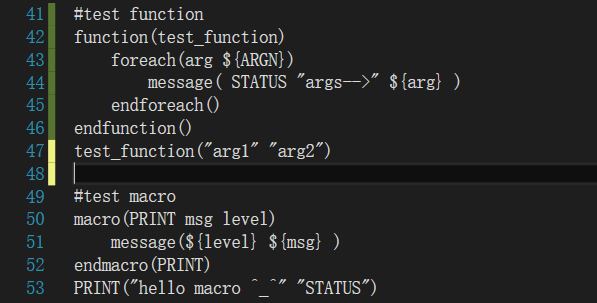 41 #test function
42 function(test_function)
43     foreach(arg ${ARGN})
44         message( STATUS "args-->" ${arg} )
45     endforeach()
46 endfunction()
47 test_function("arg1" "arg2")
48
49 #test macro
50 macro(PRINT msg level)
51     message(${level} ${msg} )
52 endmacro(PRINT)
53 PRINT("hello macro ^_^" "STATUS")